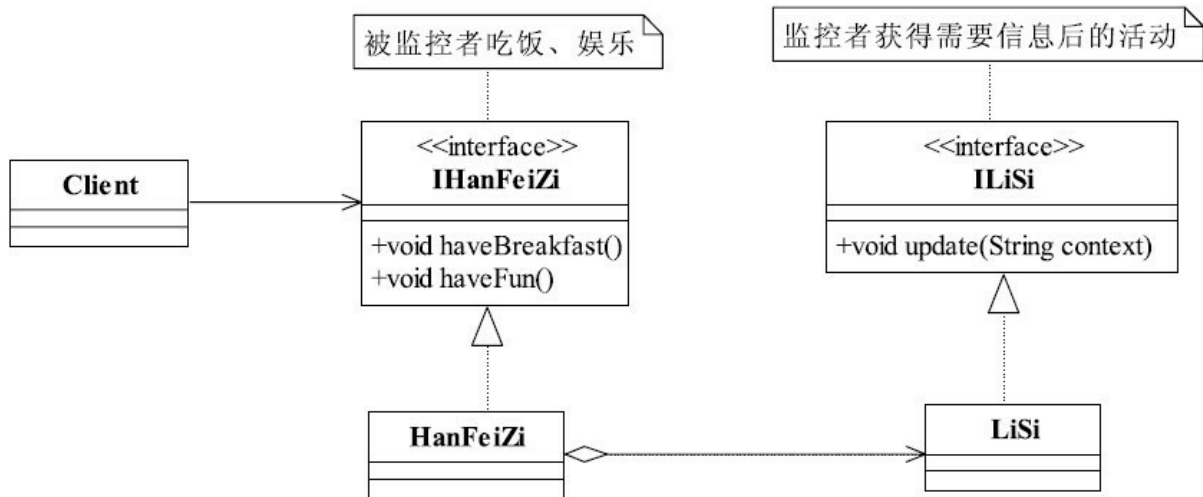 被监控者吃饭、娱乐
监控者获得需要信息后的活动
Client
<<interface>>
IHanFeiZi
+void haveBreakfast()
+void haveFun()
<<interface>>
ILiSi
+void update(String context)
HanFeiZi
LiSi